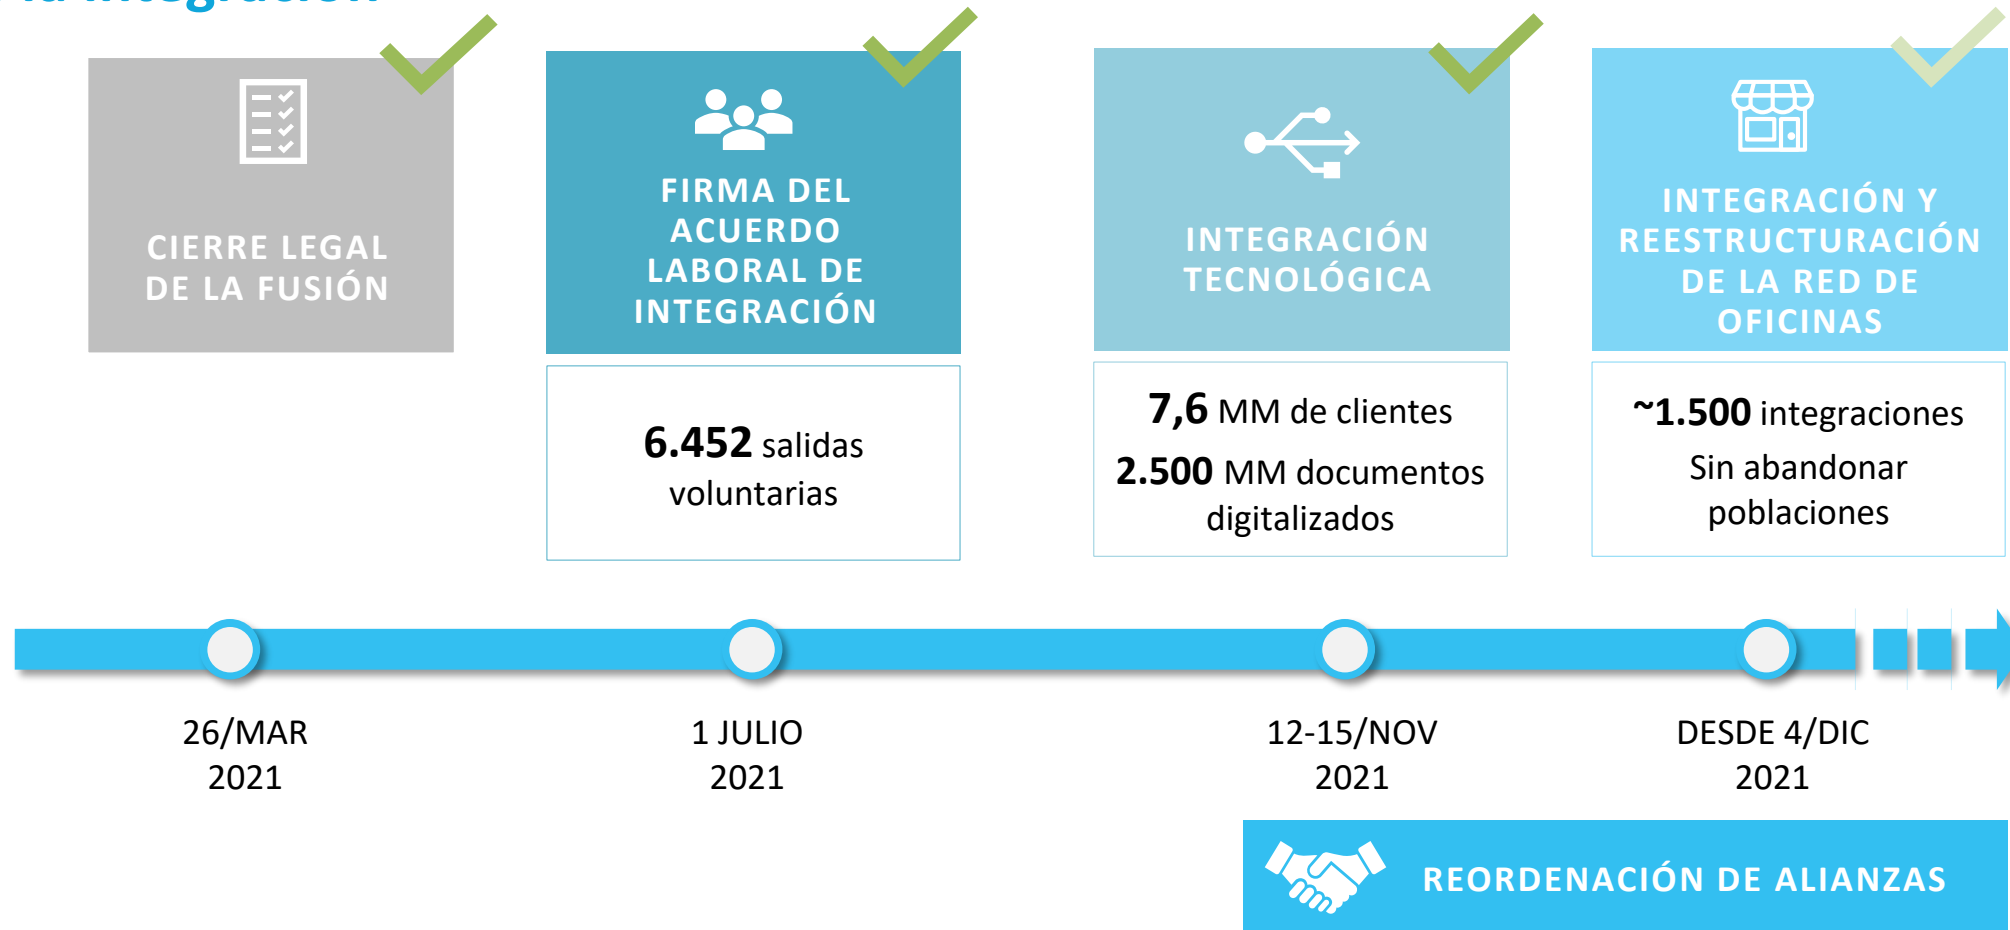 la integración
CIERRE LEGAL
DE LA FUSIÓN
FIRMA DEL
ACUERDO
LABORAL DE
INTEGRACIÓN
6.452 salidas
voluntarias
INTEGRACIÓN
TECNOLÓGICA
7,6 MM de clientes
2.500 MM documentos
digitalizados
INTEGRACIÓN Y
REESTRUCTURACIÓN
DE LA RED DE
OFICINAS
~1.500 integraciones
Sin abandonar
poblaciones
26/MAR
2021
1 JULIO
2021
12-15/NOV
2021
DESDE 4/DIC
2021
REORDENACIÓN DE ALIANZAS